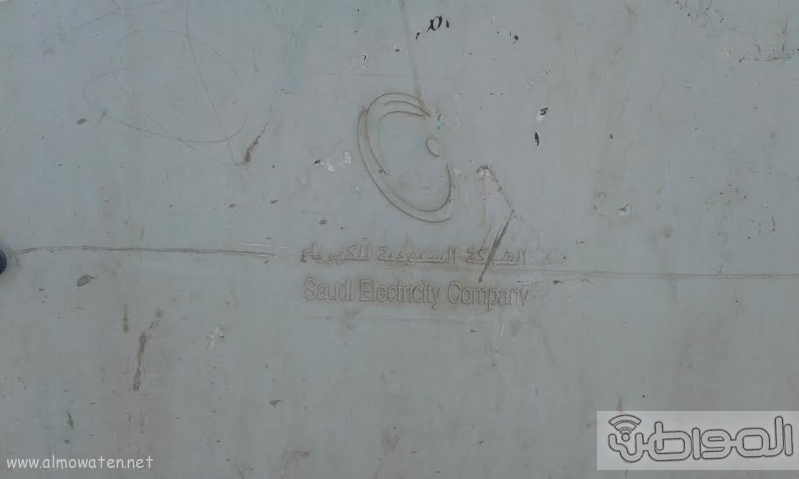 الشركة السعودية للكهرباء
Saudi Electricity Company
المواطن
www.almowaten.net